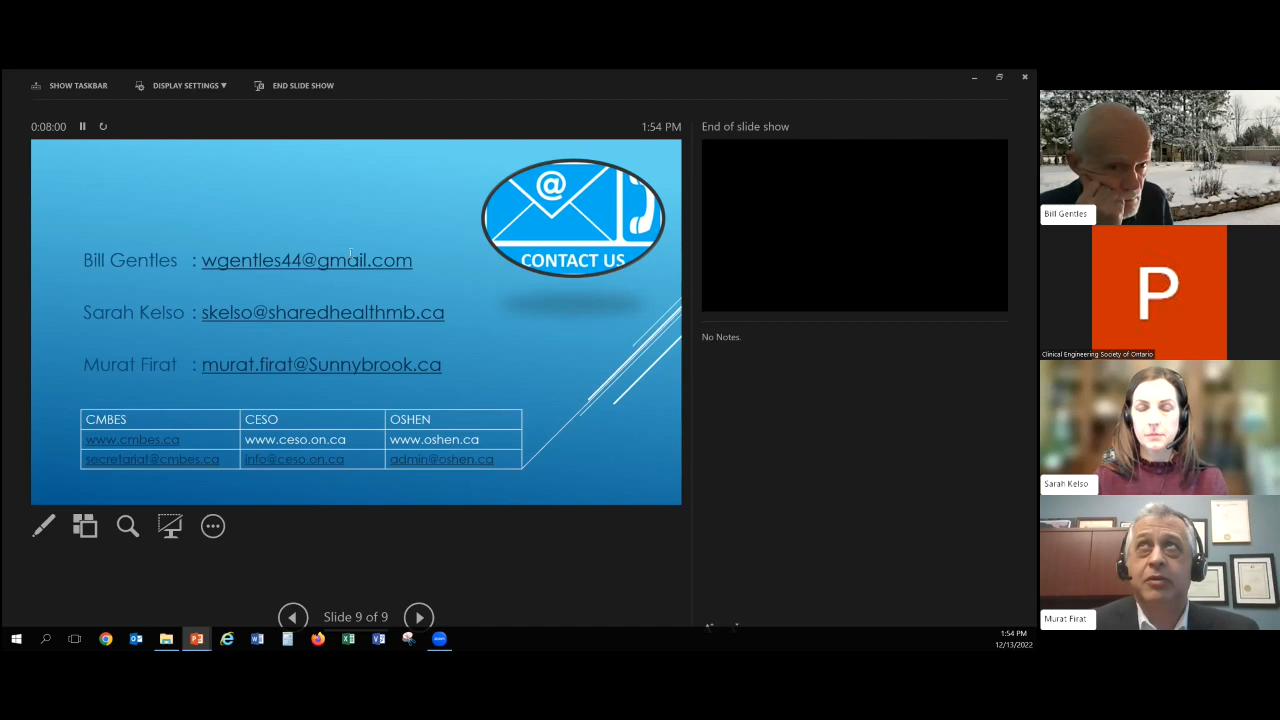 SHOW TASKBAR DISPLAY SETTINGS ▼ END SLIDE SHOW
0:08:00 1:54 PM
End of slide show
@
CONTACT US
Bill Gentles : wgentles44@gmail.com
Sarah Kelso : skelso@sharedhealthmb.ca
Murat Firat : murat.firat@Sunnybrook.ca
CMBES CESO OSHEN
www.cmbes.ca www.ceso.on.ca www.oshen.ca
secretariat@cmbes.ca info@ceso.on.ca admin@oshen.ca
No Notes.
Slide 9 of 9
1:54 PM
12/13/2022
Bill Gentles
P
Clinical Engineering Society of Ontario
Sarah Kelso
Murat Firat